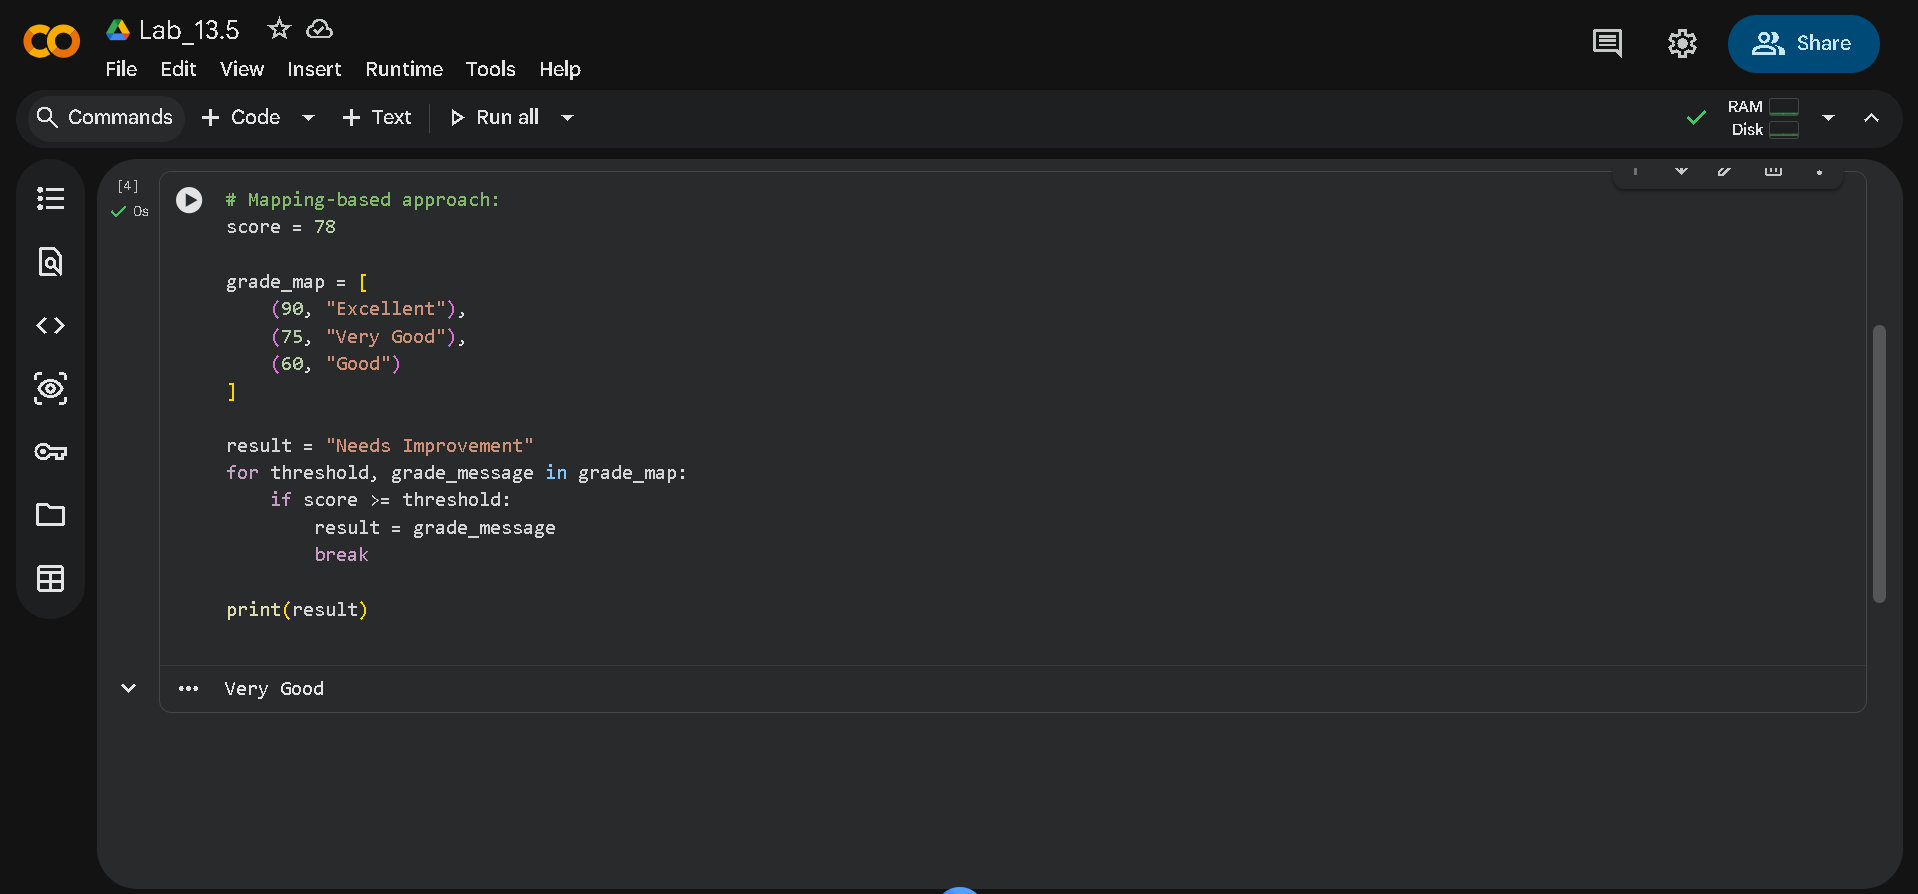 Lab_13.5
File Edit View Insert Runtime Tools Help
Share
Commands + Code + Text Run all
RAM
Disk
[4]
0s
# Mapping-based approach:
score = 78

grade_map = [
    (90, "Excellent"),
    (75, "Very Good"),
    (60, "Good")
]

result = "Needs Improvement"
for threshold, grade_message in grade_map:
    if score >= threshold:
        result = grade_message
        break

print(result)
Very Good